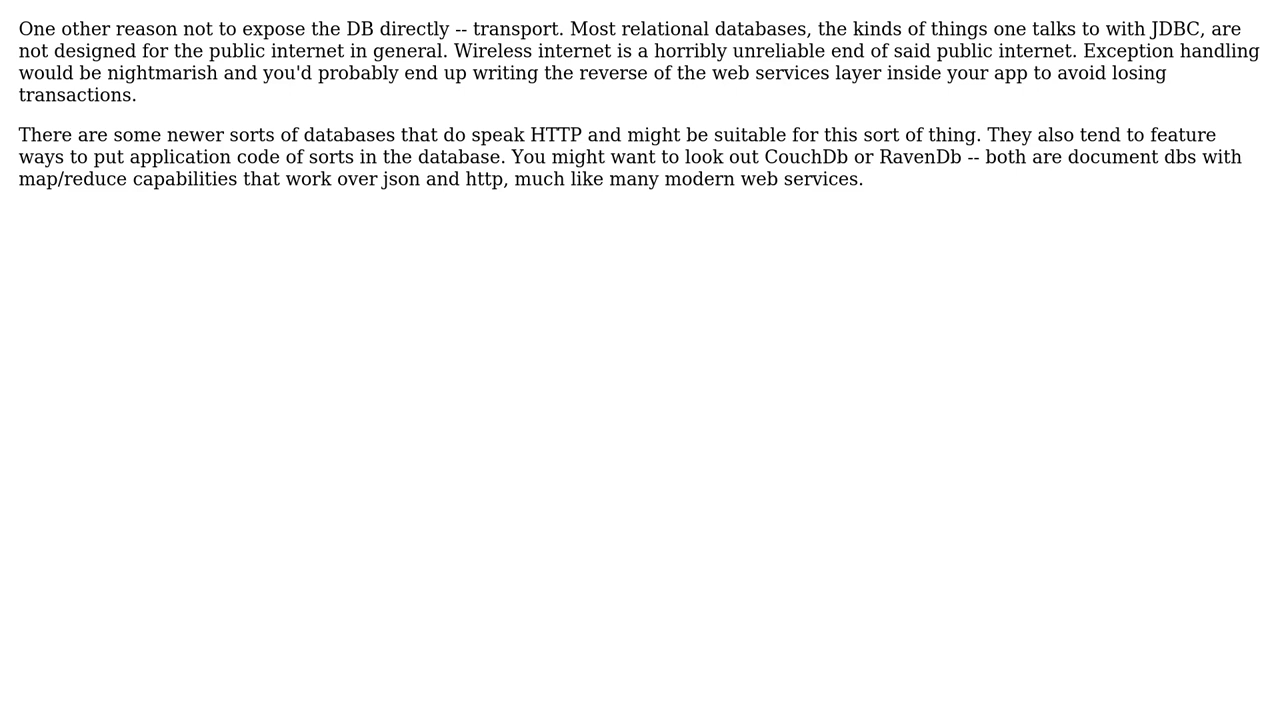 One other reason not to expose the DB directly -- transport. Most relational databases, the kinds of things one talks to with JDBC, are
not designed for the public internet in general. Wireless internet is a horribly unreliable end of said public internet. Exception handling
would be nightmarish and you'd probably end up writing the reverse of the web services layer inside your app to avoid losing
transactions.
There are some newer sorts of databases that do speak HTTP and might be suitable for this sort of thing. They also tend to feature
ways to put application code of sorts in the database. You might want to look out CouchDb or RavenDb -- both are document dbs with
map/reduce capabilities that work over json and http, much like many modern web services.